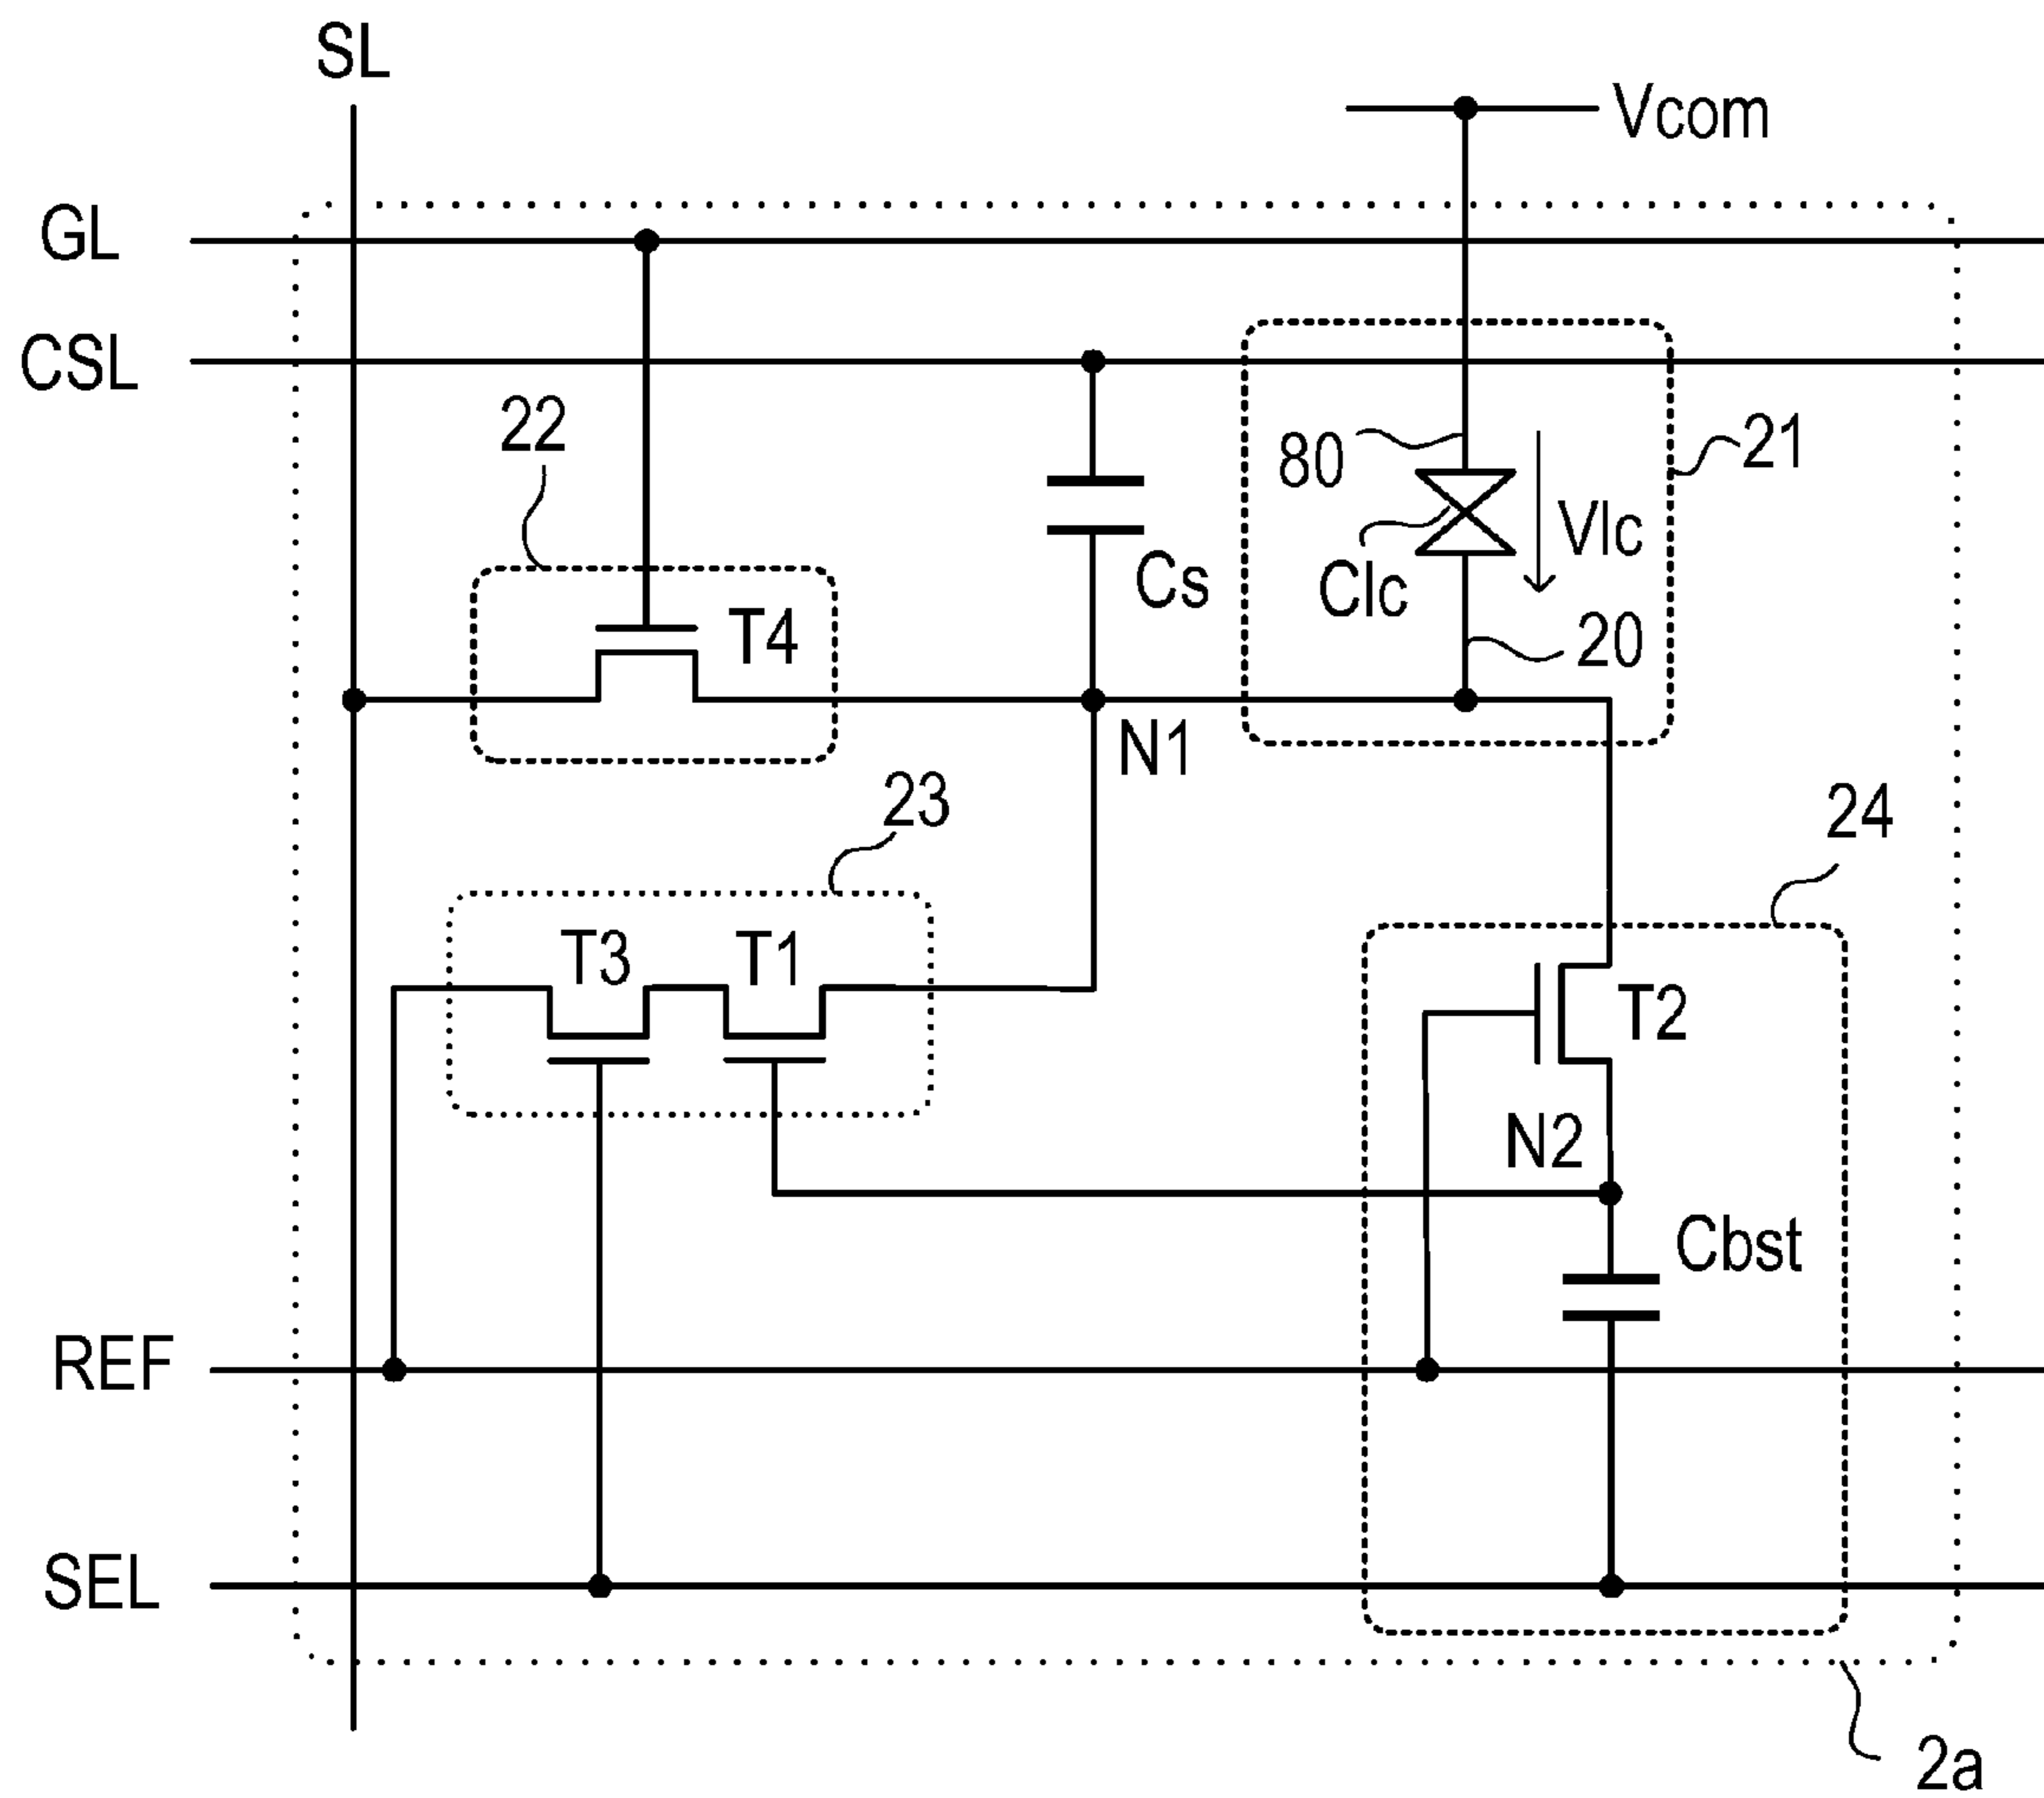 SL
Vcom
GL
CSL
22
80
21
Vlc
Cs
Clc
T4
20
N1
23
24
T3
T1
T2
N2
Cbst
REF
SEL
2a